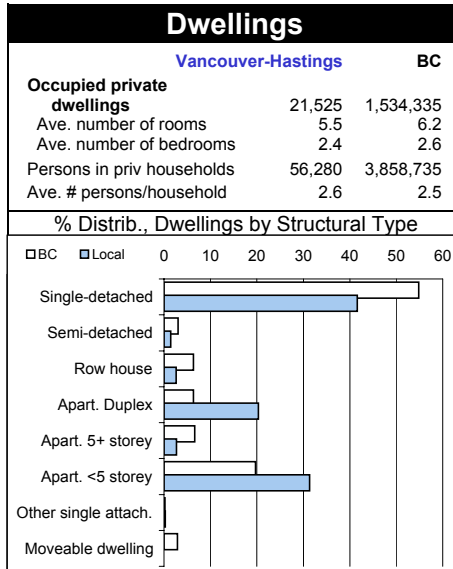 Dwellings
Vancouver-Hastings BC
Occupied private
dwellings 21,525 1,534,335
Ave. number of rooms 5.5 6.2
Ave. number of bedrooms 2.4 2.6
Persons in priv households 56,280 3,858,735
Ave. # persons/household 2.6 2.5
% Distrib., Dwellings by Structural Type
BC Local 0 10 20 30 40 50 60
Single-detached
Semi-detached
Row house
Apart. Duplex
Apart. 5+ storey
Apart. <5 storey
Other single attach.
Moveable dwelling